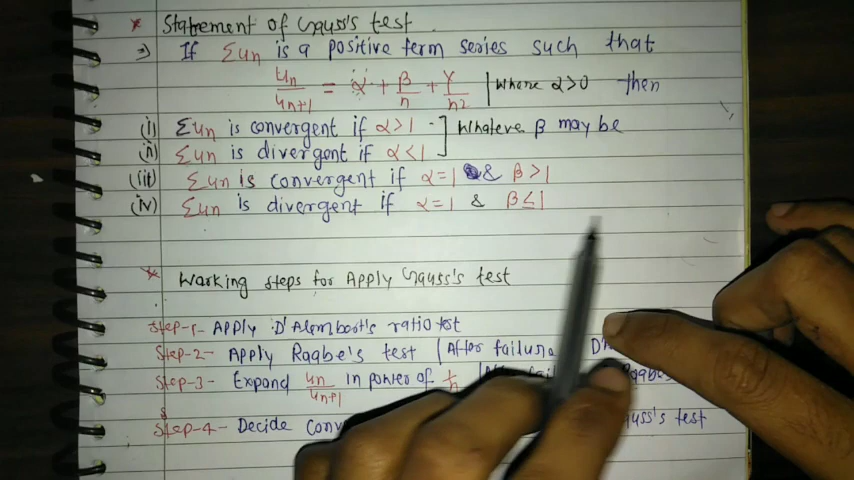 * Statement of Gauss's test
⇒ If Σun is a positive term series such that
un/un+1 = α + β/n + γ/n2 | Where α>0 then
(i) Σun is convergent if α>1 ] Whateve β may be
(ii) Σun is divergent if α<1
(iii) Σun is convergent if α=1 & β>1
(iv) Σun is divergent if α=1 & β≤1
* Working steps for Apply Gauss's test
Step-1- Apply D'Alembart's ratio test
Step-2- Apply Raabe's test (After failure
Step-3- Expand un/un+1 in power of 1/n
Step-4- Decide Gauss's test